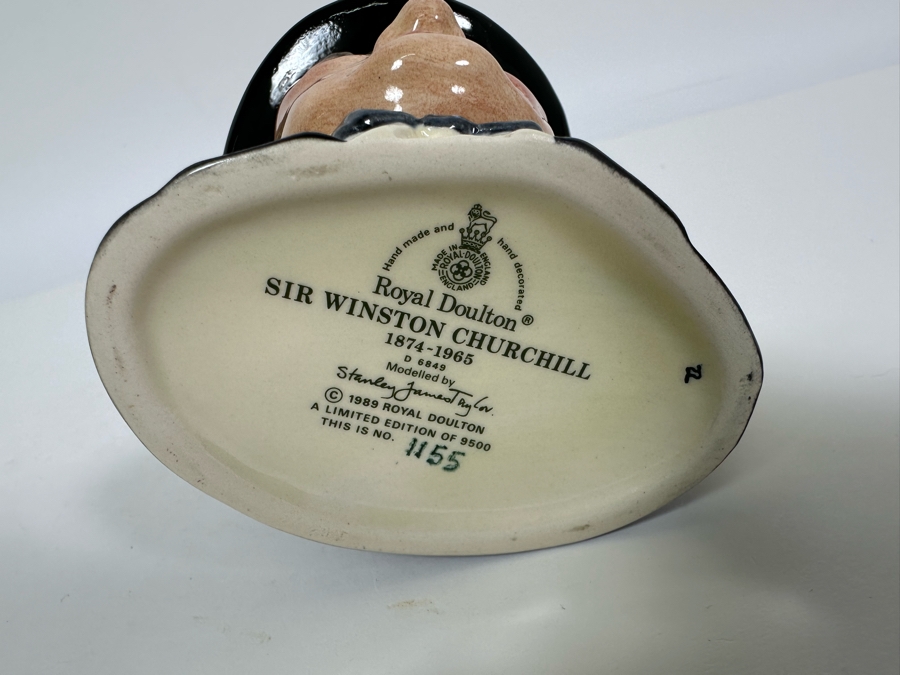 Hand made and hand decorated
MADE IN ENGLAND
ROYAL·DOULTON
ENGLAND
Royal Doulton®
SIR WINSTON CHURCHILL
1874-1965
D 6849
Modelled by
Stanley James Taylor.
© 1989 ROYAL DOULTON
A LIMITED EDITION OF 9500
THIS IS NO. 1155